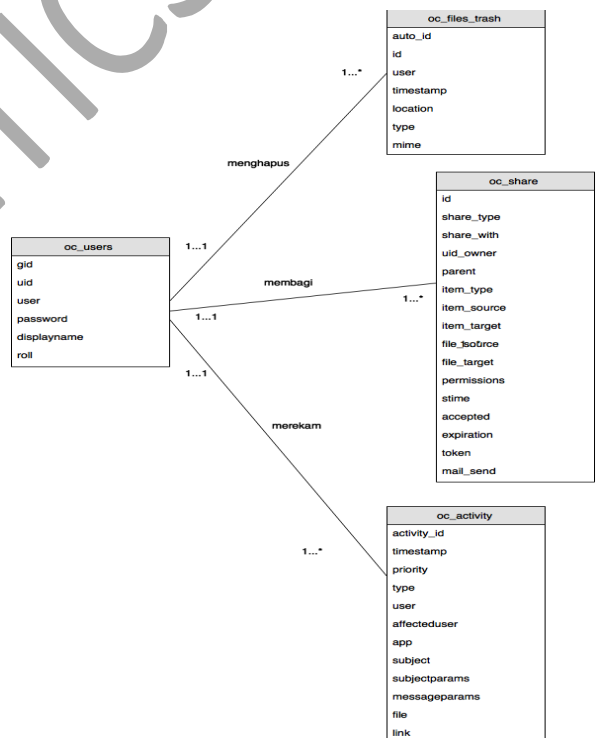 oc_files_trash
auto_id
id
user
timestamp
location
type
mime
1...*
menghapus
1...1
oc_users
gid
uid
user
password
displayname
roll
membagi
1...1
1...*
oc_share
id
share_type
share_with
uid_owner
parent
item_type
item_source
item_target
file_source
file_target
permissions
stime
accepted
expiration
token
mail_send
1...1
merekam
1...*
oc_activity
activity_id
timestamp
priority
type
user
affecteduser
app
subject
subjectparams
messageparams
file
link